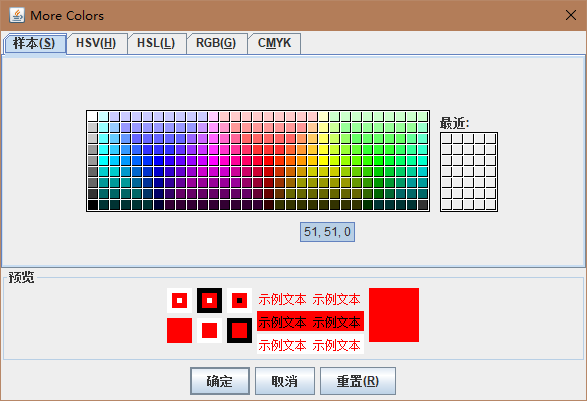 More Colors
样本(S) HSV(H) HSL(L) RGB(G) CMYK
最近:
51, 51, 0
预览
示例文本 示例文本
示例文本 示例文本
示例文本 示例文本
确定 取消 重置(R)